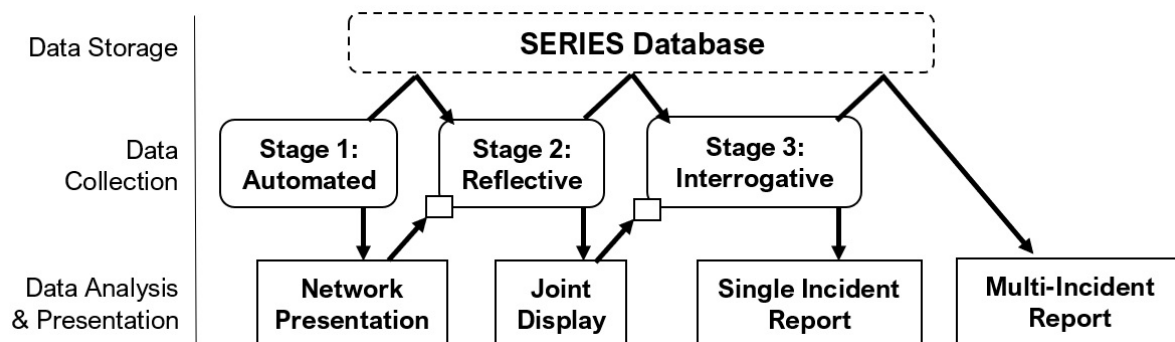 Data Storage
SERIES Database
Data
Collection
Stage 1:
Automated
Stage 2:
Reflective
Stage 3:
Interrogative
Data Analysis
& Presentation
Network
Presentation
Joint
Display
Single Incident
Report
Multi-Incident
Report